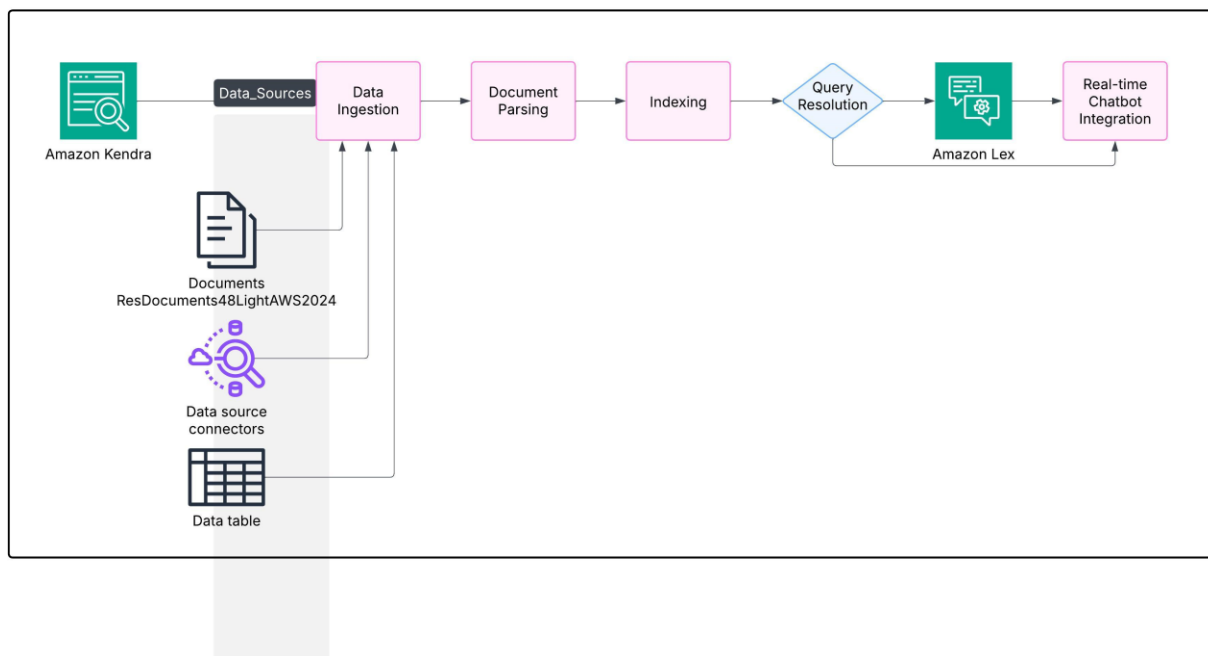 Amazon Kendra
Data_Sources
Data
Ingestion
Document
Parsing
Indexing
Query
Resolution
Amazon Lex
Real-time
Chatbot
Integration
Documents
ResDocuments48LightAWS2024
Data source
connectors
Data table